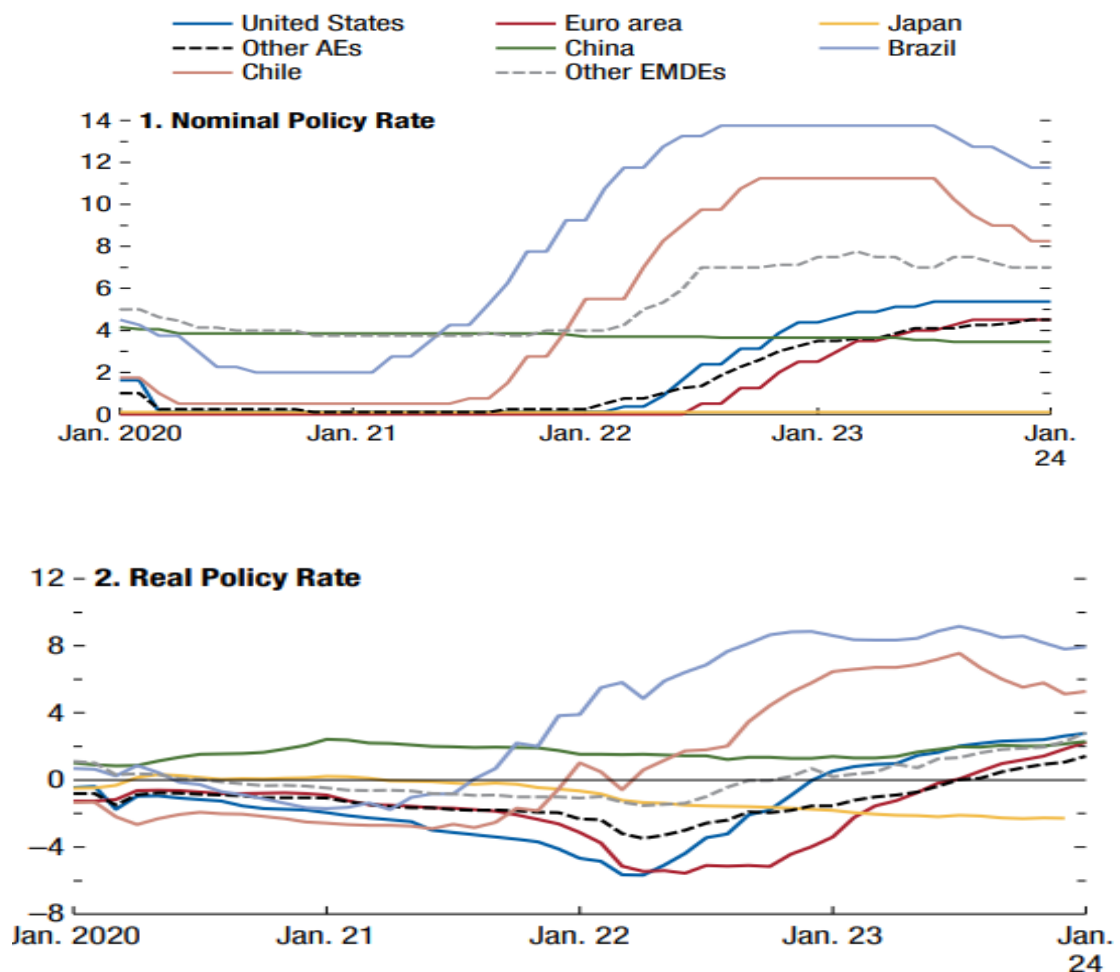 United States Euro area Japan
Other AEs China Brazil
Chile Other EMDEs
1. Nominal Policy Rate
14
12
10
8
6
4
2
0
Jan. 2020 Jan. 21 Jan. 22 Jan. 23 Jan.
24
2. Real Policy Rate
12
8
4
0
−4
−8
Jan. 2020 Jan. 21 Jan. 22 Jan. 23 Jan.
24